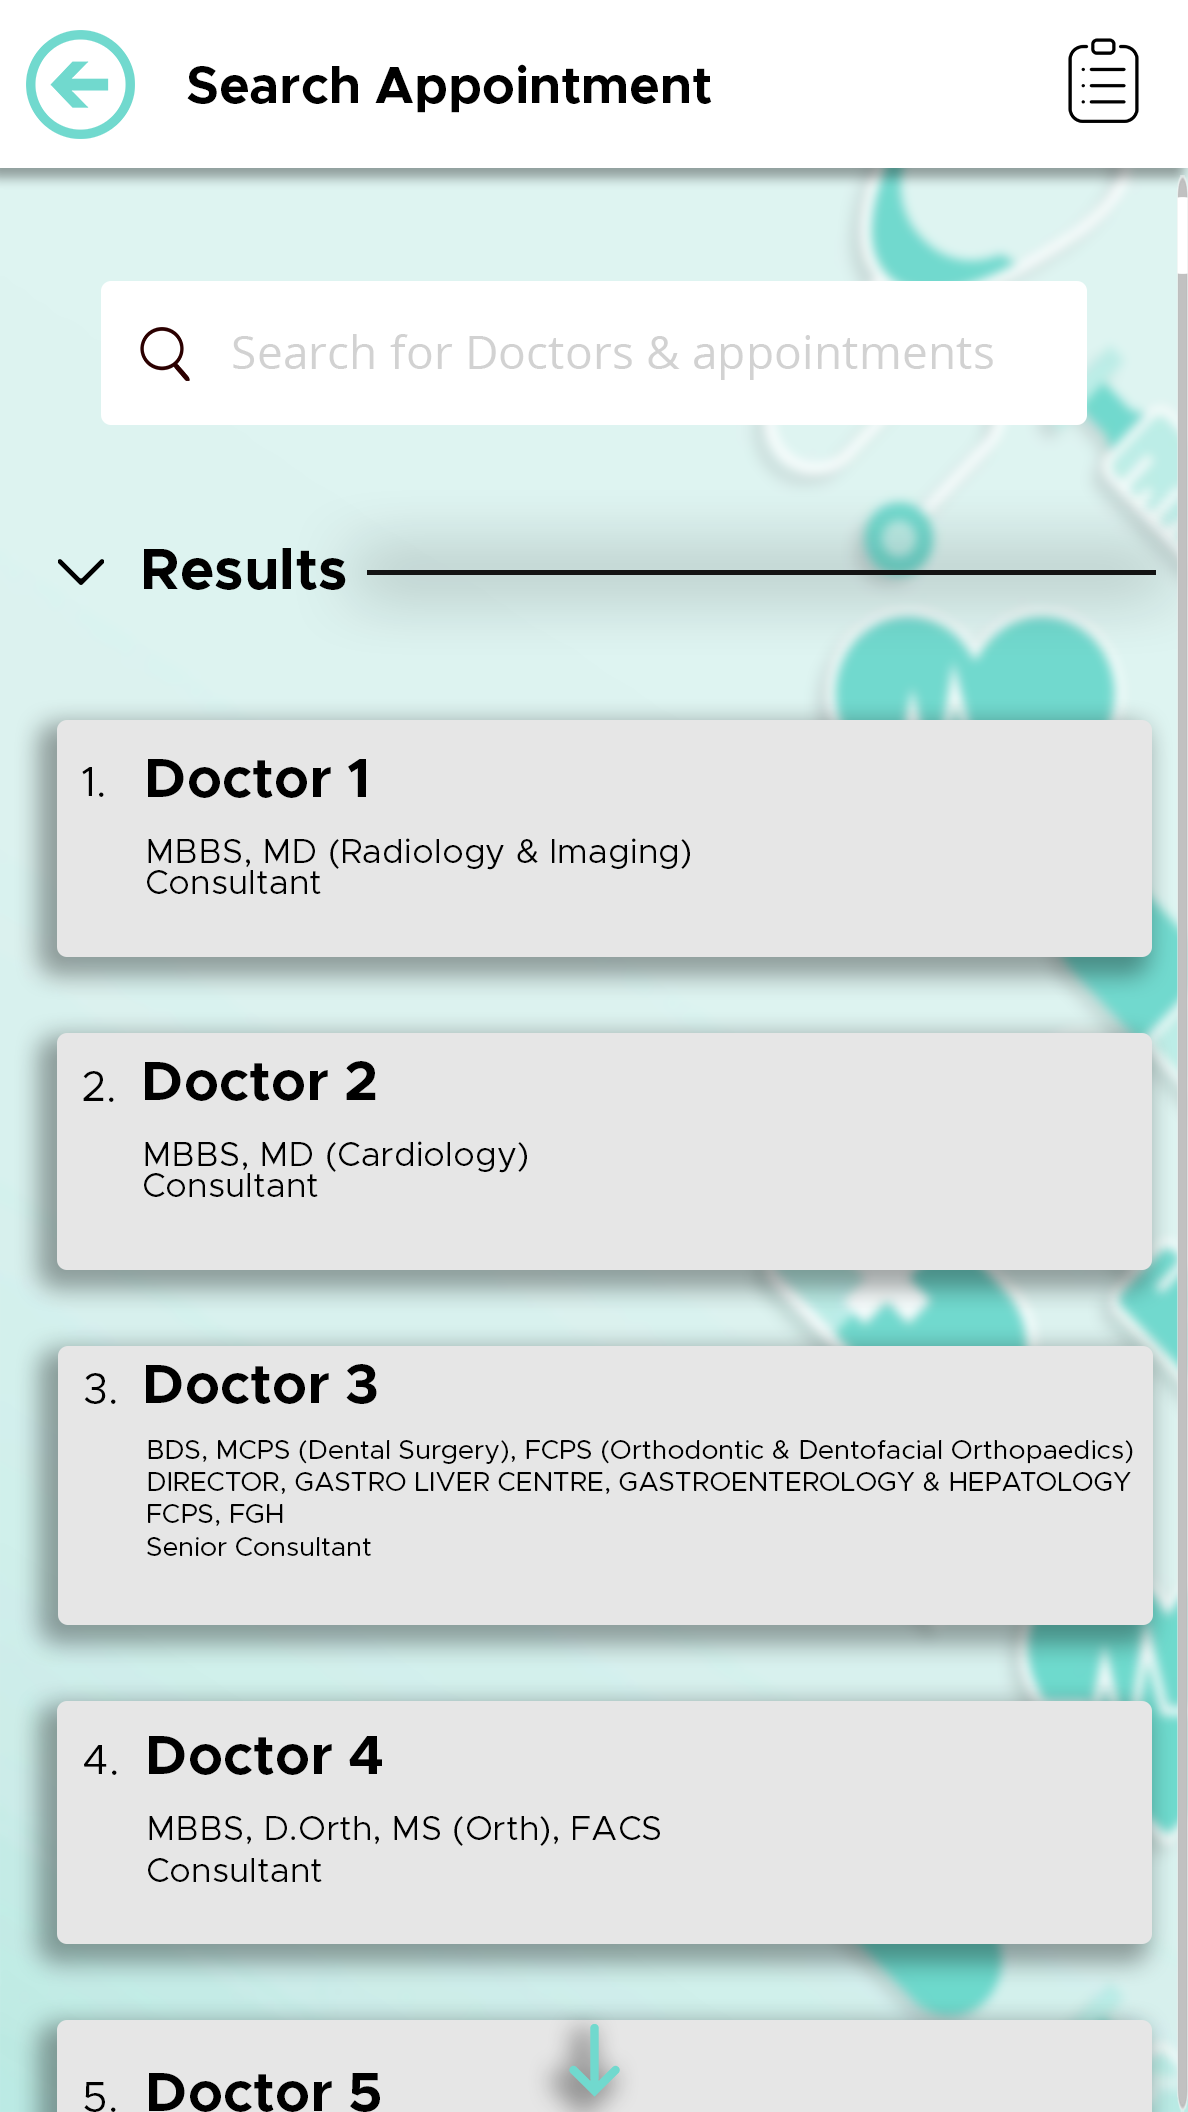 Search Appointment
Search for Doctors & appointments
Results
1. Doctor 1
MBBS, MD (Radiology & Imaging)
Consultant
2. Doctor 2
MBBS, MD (Cardiology)
Consultant
3. Doctor 3
BDS, MCPS (Dental Surgery), FCPS (Orthodontic & Dentofacial Orthopaedics)
DIRECTOR, GASTRO LIVER CENTRE, GASTROENTEROLOGY & HEPATOLOGY
FCPS, FGH
Senior Consultant
4. Doctor 4
MBBS, D.Orth, MS (Orth), FACS
Consultant
5. Doctor 5